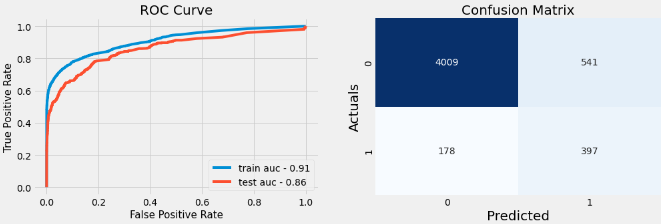 ROC Curve
1.0
0.8
0.6
0.4
0.2
0.0
True Positive Rate
train auc - 0.91
test auc - 0.86
0.0 0.2 0.4 0.6 0.8 1.0
False Positive Rate
Confusion Matrix
Actuals
0
4009 541
1
178 397
0 1
Predicted